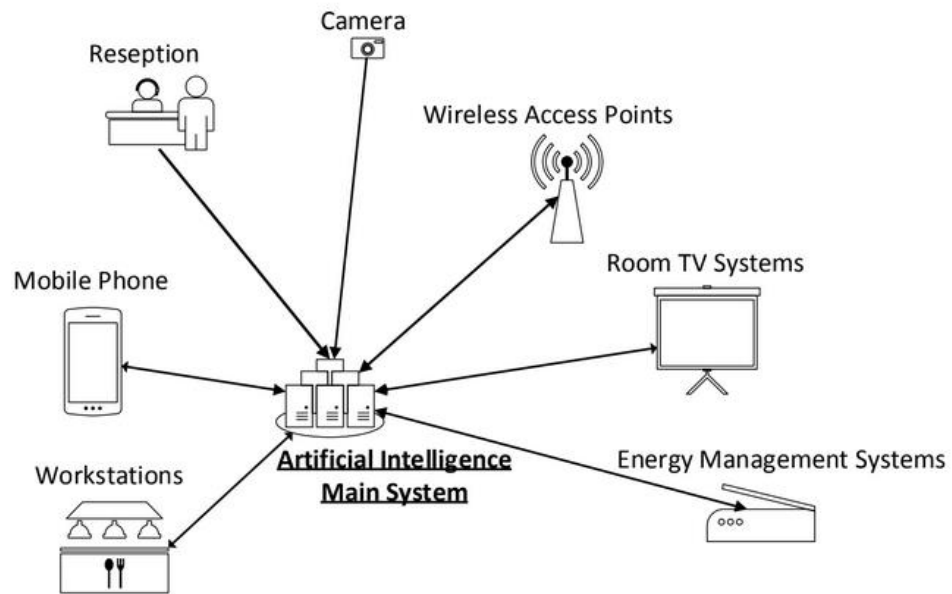 Camera
Reseption
Wireless Access Points
Room TV Systems
Mobile Phone
Artificial Intelligence
Main System
Energy Management Systems
Workstations